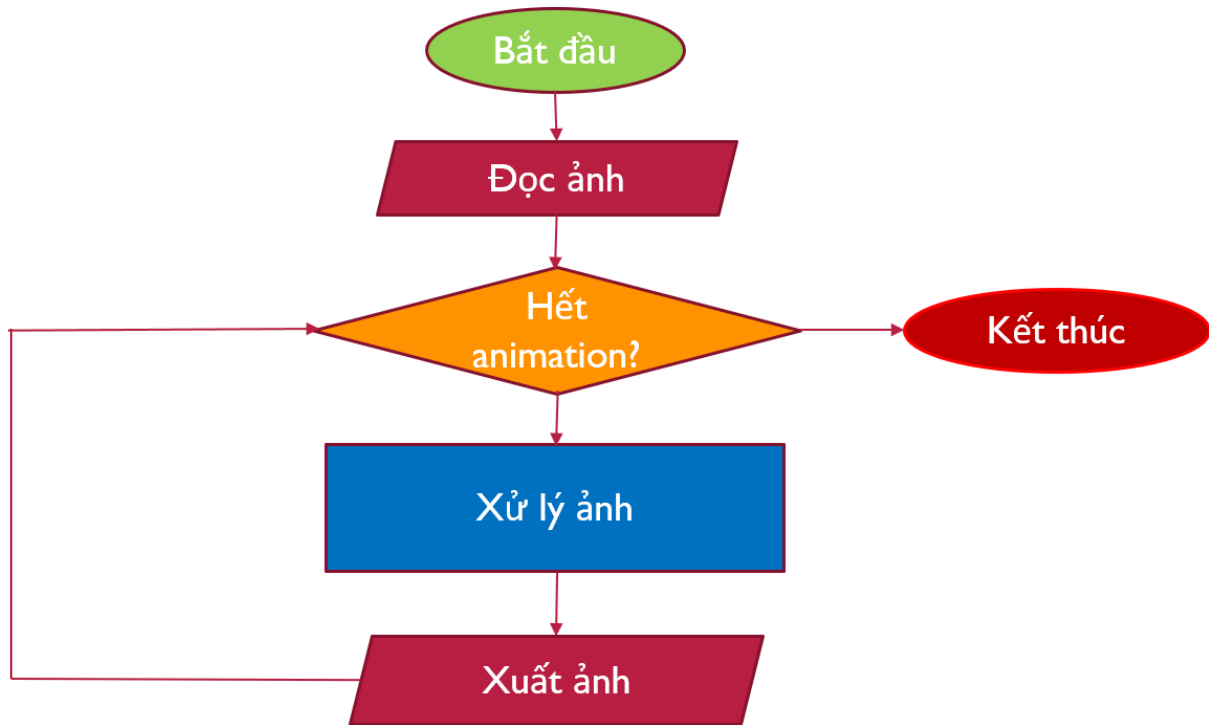 Bắt đầu
Đọc ảnh
Hết
animation?
Kết thúc
Xử lý ảnh
Xuất ảnh